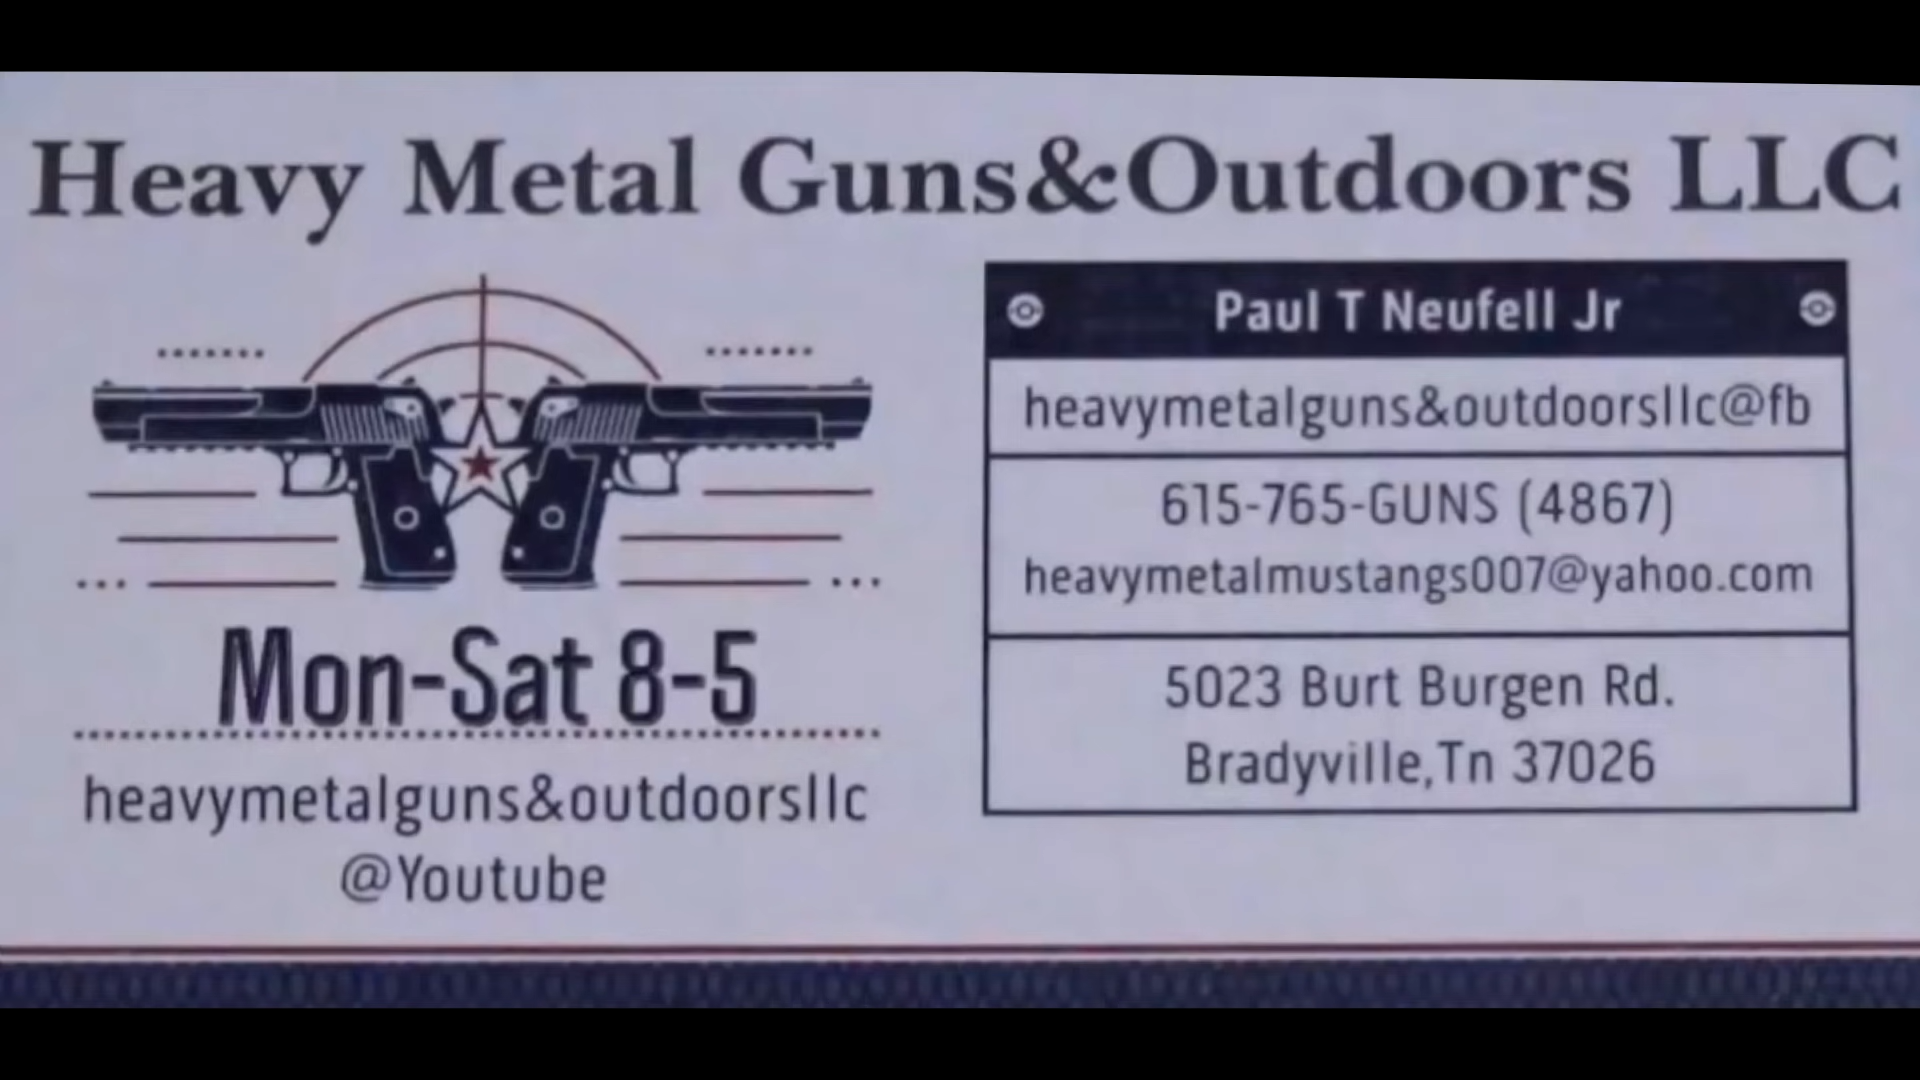 Heavy Metal Guns&Outdoors LLC
Mon-Sat 8-5
heavymetalguns&outdoorsllc
@Youtube
Paul T Neufell Jr
heavymetalguns&outdoorsllc@fb
615-765-GUNS (4867)
heavymetalmustangs007@yahoo.com
5023 Burt Burgen Rd.
Bradyville,Tn 37026